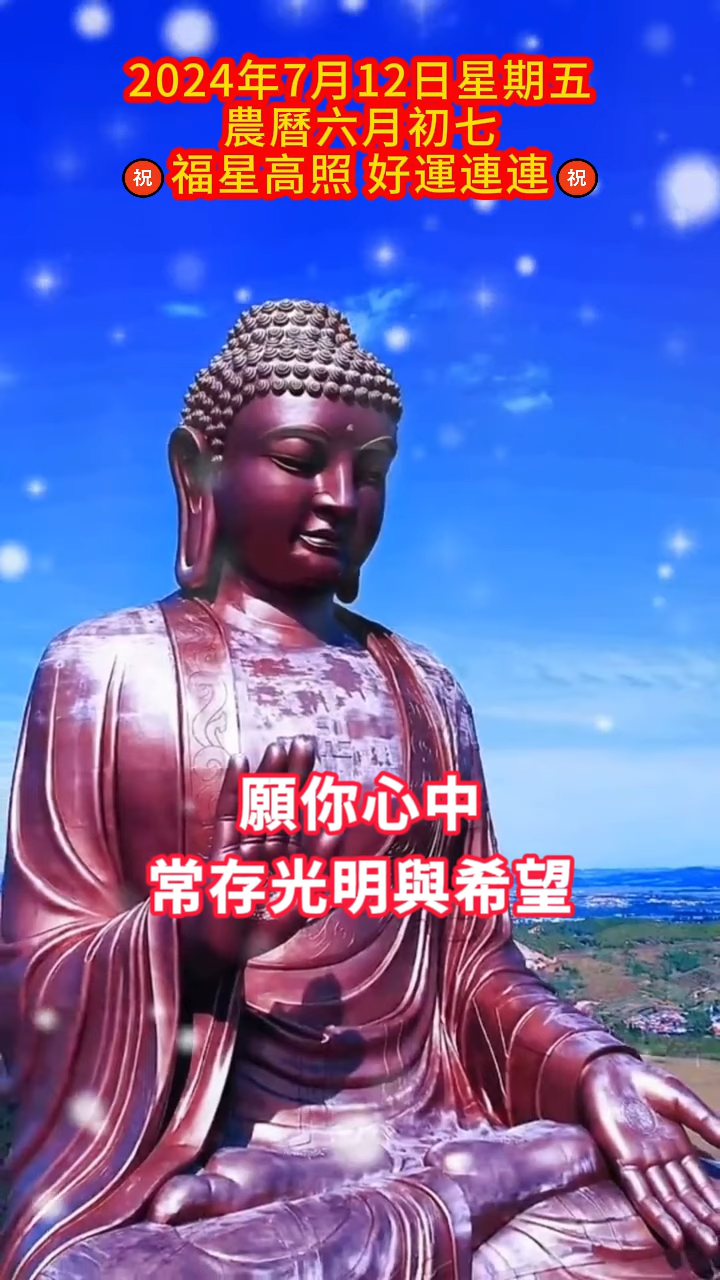 2024年7月12日星期五
農曆六月初七
祝福星高照 好運連連祝
願你心中
常存光明與希望